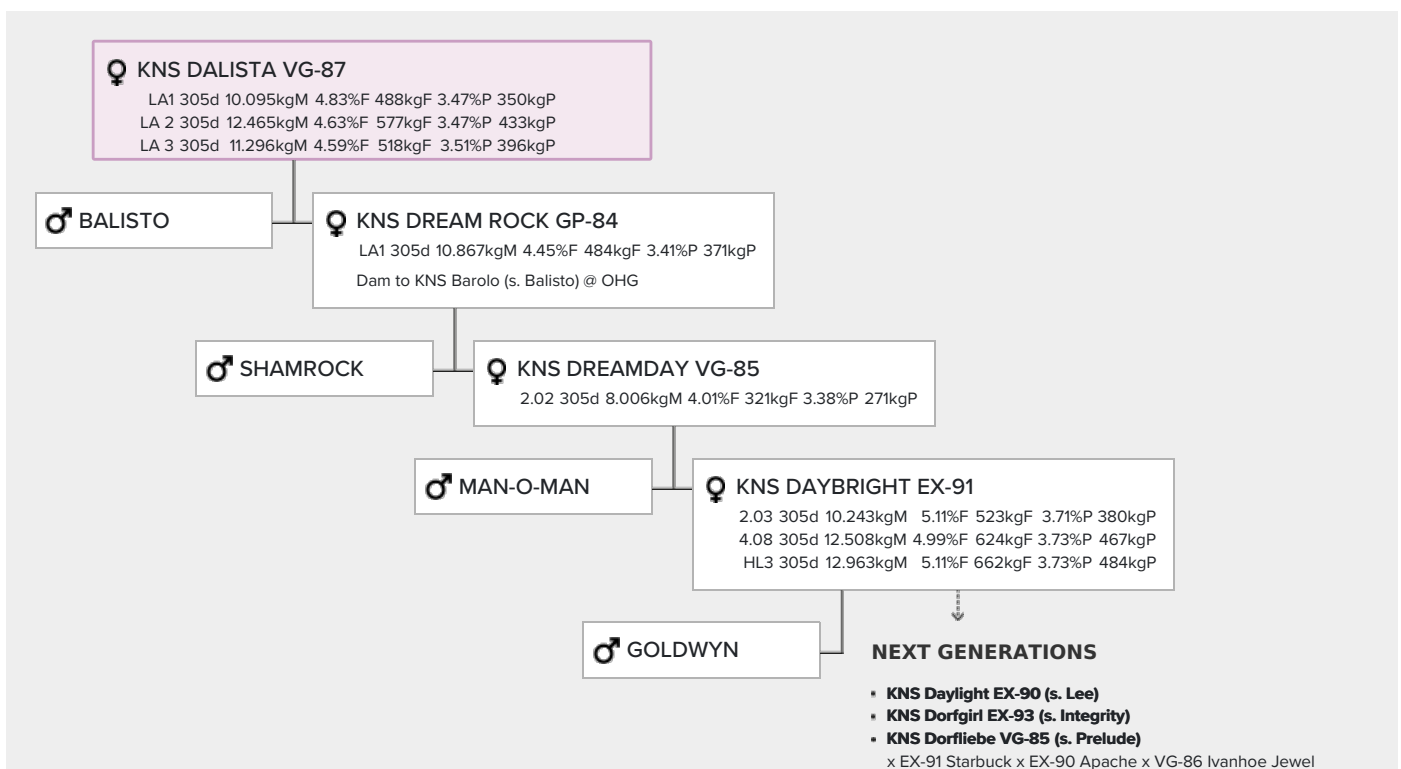 KNS DALISTA VG-87
LA1 305d 10.095kgM 4.83%F 488kgF 3.47%P 350kgP
LA 2 305d 12.465kgM 4.63%F 577kgF 3.47%P 433kgP
LA 3 305d 11.296kgM 4.59%F 518kgF 3.51%P 396kgP
BALISTO
KNS DREAM ROCK GP-84
LA1 305d 10.867kgM 4.45%F 484kgF 3.41%P 371kgP
Dam to KNS Barolo (s. Balisto) @ OHG
SHAMROCK
KNS DREAMDAY VG-85
2.02 305d 8.006kgM 4.01%F 321kgF 3.38%P 271kgP
MAN-O-MAN
KNS DAYBRIGHT EX-91
2.03 305d 10.243kgM 5.11%F 523kgF 3.71%P 380kgP
4.08 305d 12.508kgM 4.99%F 624kgF 3.73%P 467kgP
HL3 305d 12.963kgM 5.11%F 662kgF 3.73%P 484kgP
GOLDWYN
NEXT GENERATIONS
KNS Daylight EX-90 (s. Lee)
KNS Dorfgirl EX-93 (s. Integrity)
KNS Dorfliebe VG-85 (s. Prelude)
x EX-91 Starbuck x EX-90 Apache x VG-86 Ivanhoe Jewel